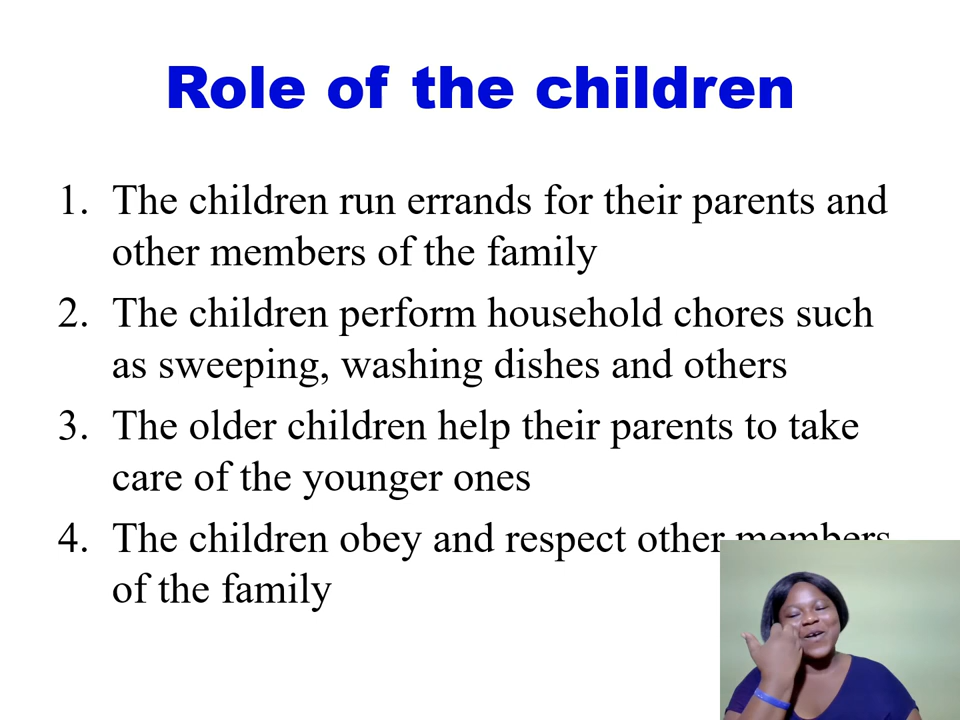 Role of the children
1. The children run errands for their parents and
other members of the family
2. The children perform household chores such
as sweeping, washing dishes and others
3. The older children help their parents to take
care of the younger ones
4. The children obey and respect other members
of the family